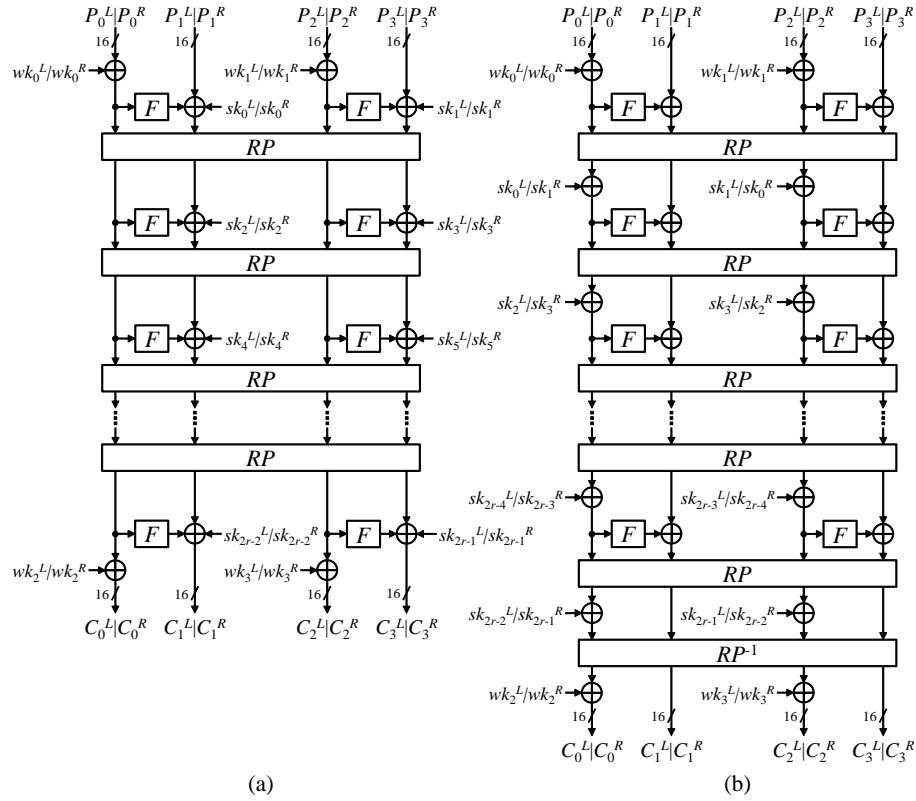 P₀ᴸ|P₀ᴿ P₁ᴸ|P₁ᴿ P₂ᴸ|P₂ᴿ P₃ᴸ|P₃ᴿ
16 16 16 16
wk₀ᴸ/wk₀ᴿ wk₁ᴸ/wk₁ᴿ
F sk₀ᴸ/sk₀ᴿ F sk₁ᴸ/sk₁ᴿ
RP
F sk₂ᴸ/sk₂ᴿ F sk₃ᴸ/sk₃ᴿ
RP
F sk₄ᴸ/sk₄ᴿ F sk₅ᴸ/sk₅ᴿ
RP
RP
F sk₂ᵣ₋₂ᴸ/sk₂ᵣ₋₂ᴿ F sk₂ᵣ₋₁ᴸ/sk₂ᵣ₋₁ᴿ
wk₂ᴸ/wk₂ᴿ wk₃ᴸ/wk₃ᴿ
16 16 16 16
C₀ᴸ|C₀ᴿ C₁ᴸ|C₁ᴿ C₂ᴸ|C₂ᴿ C₃ᴸ|C₃ᴿ
(a)
P₀ᴸ|P₀ᴿ P₁ᴸ|P₁ᴿ P₂ᴸ|P₂ᴿ P₃ᴸ|P₃ᴿ
16 16 16 16
wk₀ᴸ/wk₀ᴿ wk₁ᴸ/wk₁ᴿ
F F
RP
sk₀ᴸ/sk₁ᴿ sk₁ᴸ/sk₀ᴿ
F F
RP
sk₂ᴸ/sk₃ᴿ sk₃ᴸ/sk₂ᴿ
F F
RP
RP
sk₂ᵣ₋₄ᴸ/sk₂ᵣ₋₃ᴿ sk₂ᵣ₋₃ᴸ/sk₂ᵣ₋₄ᴿ
F F
RP
sk₂ᵣ₋₂ᴸ/sk₂ᵣ₋₁ᴿ sk₂ᵣ₋₁ᴸ/sk₂ᵣ₋₂ᴿ
RP⁻¹
wk₂ᴸ/wk₂ᴿ wk₃ᴸ/wk₃ᴿ
16 16 16 16
C₀ᴸ|C₀ᴿ C₁ᴸ|C₁ᴿ C₂ᴸ|C₂ᴿ C₃ᴸ|C₃ᴿ
(b)